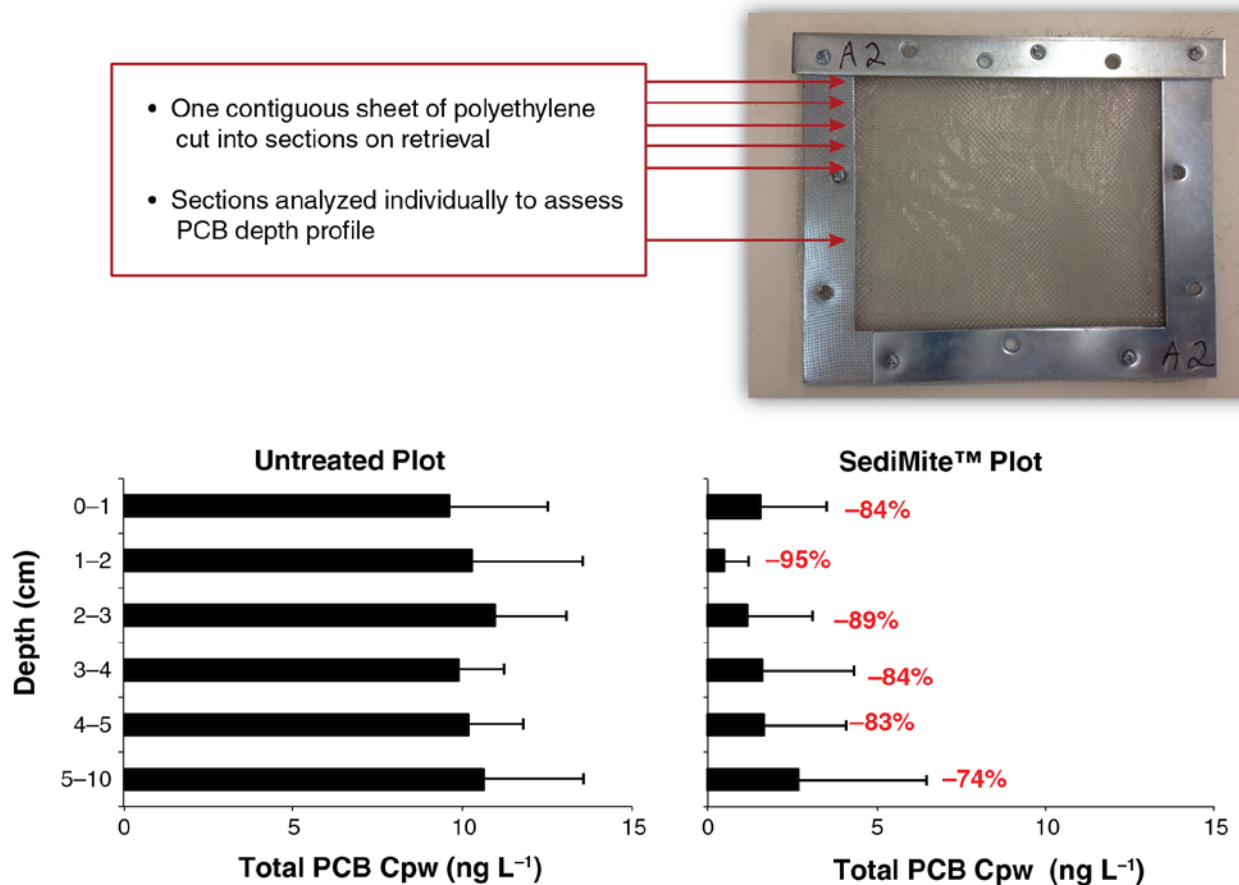 • One contiguous sheet of polyethylene
cut into sections on retrieval
• Sections analyzed individually to assess
PCB depth profile
A2
A2
Untreated Plot
Depth (cm)
0–1
1–2
2–3
3–4
4–5
5–10
0
5
10
15
Total PCB Cpw (ng L⁻¹)
SediMite™ Plot
–84%
–95%
–89%
–84%
–83%
–74%
0
5
10
15
Total PCB Cpw (ng L⁻¹)